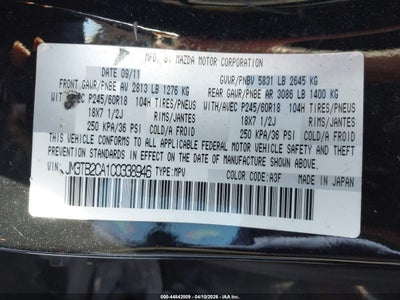 MFG. BY MAZDA MOTOR CORPORATION
DATE 09/11 GVWR/PNBV 5831 LB 2645 KG
FRONT GAWR/PNBE AV 2813 LB 1276 KG REAR GAWR/PNBE AR 3086 LB 1400 KG
WITH/AVEC P245/60R18 104H TIRES/PNEUS WITH/AVEC P245/60R18 104H TIRES/PNEUS
18X7 1/2J RIMS/JANTES 18X7 1/2J RIMS/JANTES
250 KPA/36 PSI COLD/A FROID 250 KPA/36 PSI COLD/A FROID
THIS VEHICLE CONFORMS TO ALL APPLICABLE FEDERAL MOTOR VEHICLE SAFETY AND THEFT
PREVENTION STANDARDS IN EFFECT ON THE DATE OF MANUFACTURE SHOWN ABOVE.
VIN: JM3TB2CA1C0338946 TYPE:MPV COLOR CODE: A3F MADE IN JAPAN
000-44842009 - 04/10/2026 - IAA Inc.